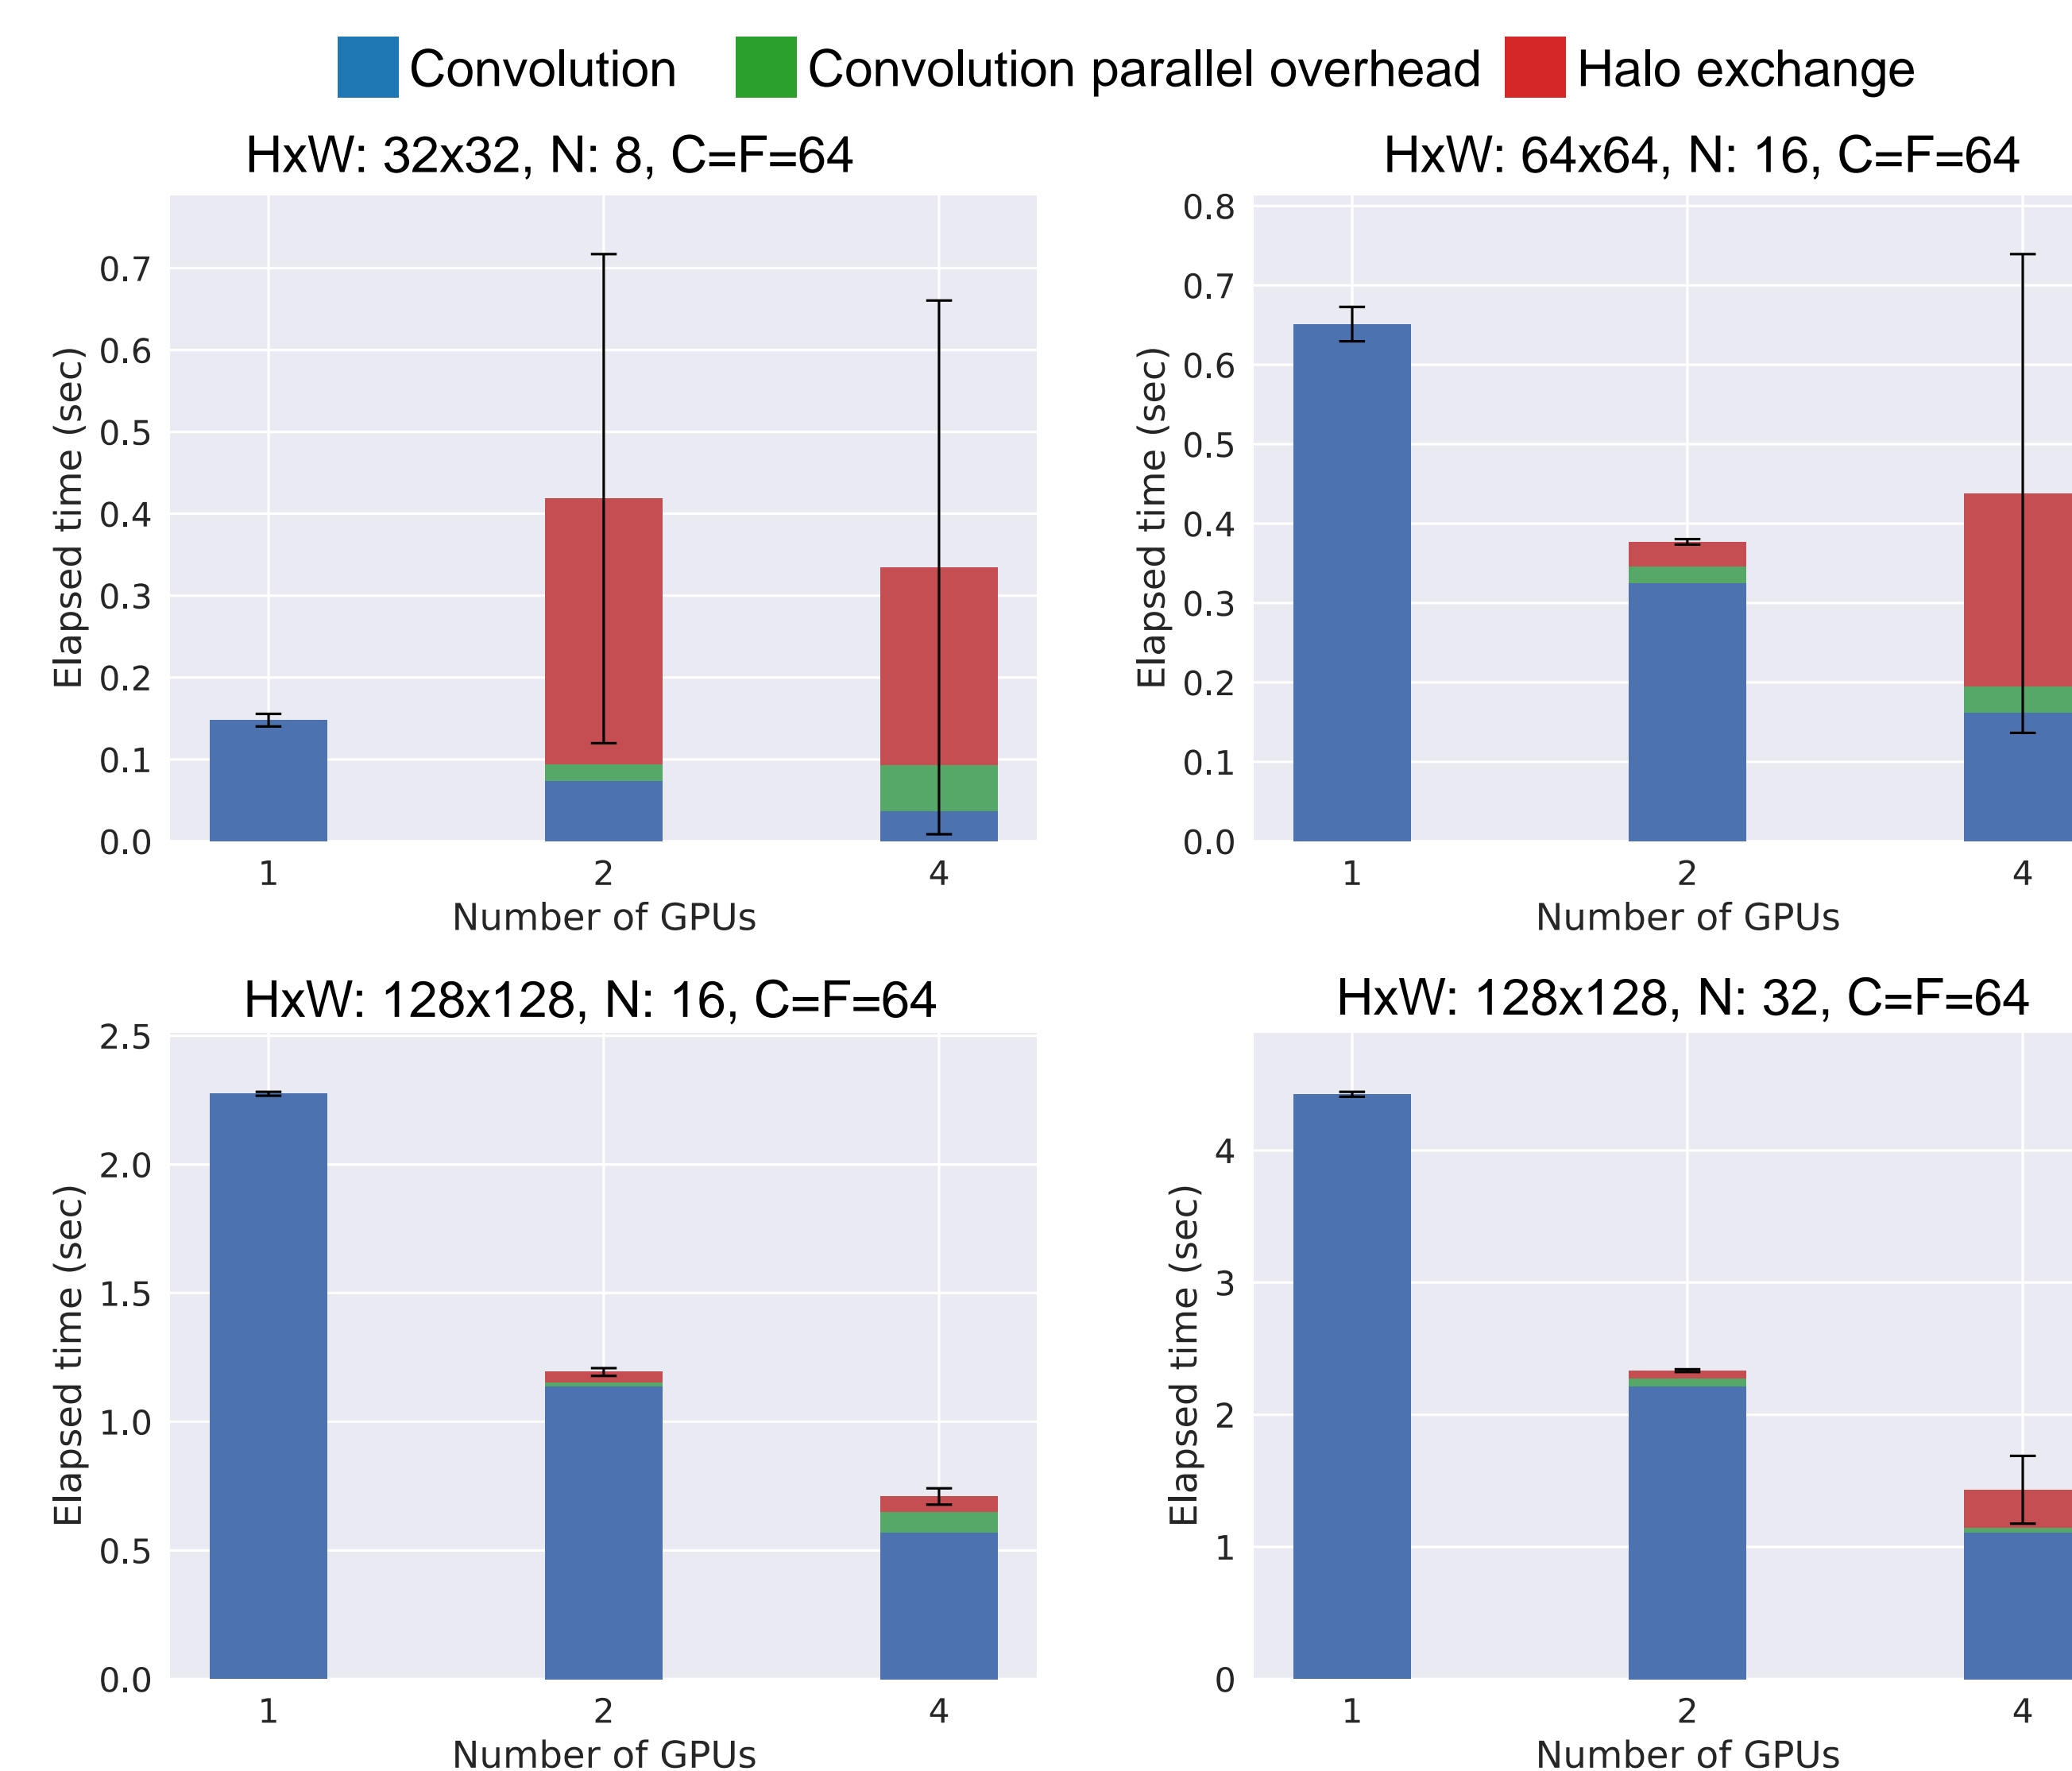 Convolution Convolution parallel overhead Halo exchange
HxW: 32x32, N: 8, C=F=64
Elapsed time (sec)
0.7
0.6
0.5
0.4
0.3
0.2
0.1
0.0
1 2 4
Number of GPUs
HxW: 64x64, N: 16, C=F=64
Elapsed time (sec)
0.8
0.7
0.6
0.5
0.4
0.3
0.2
0.1
0.0
1 2 4
Number of GPUs
HxW: 128x128, N: 16, C=F=64
Elapsed time (sec)
2.5
2.0
1.5
1.0
0.5
0.0
1 2 4
Number of GPUs
HxW: 128x128, N: 32, C=F=64
Elapsed time (sec)
4
3
2
1
0
1 2 4
Number of GPUs